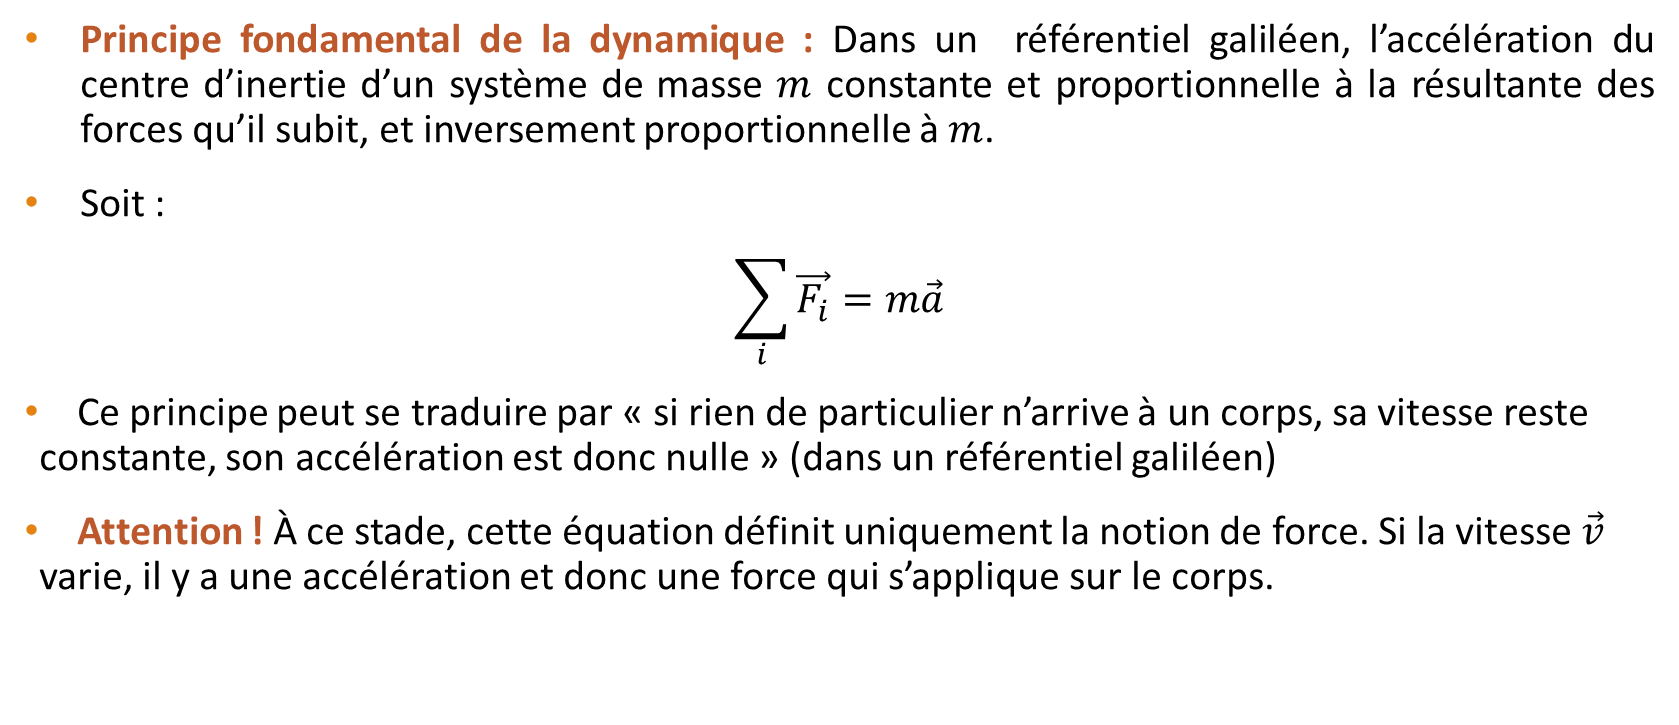 • Principe fondamental de la dynamique : Dans un référentiel galiléen, l’accélération du
centre d’inertie d’un système de masse 𝑚 constante et proportionnelle à la résultante des
forces qu’il subit, et inversement proportionnelle à 𝑚.
• Soit :
∑ᵢ F⃗ᵢ = ma⃗
• Ce principe peut se traduire par « si rien de particulier n’arrive à un corps, sa vitesse reste
constante, son accélération est donc nulle » (dans un référentiel galiléen)
• Attention ! À ce stade, cette équation définit uniquement la notion de force. Si la vitesse v⃗
varie, il y a une accélération et donc une force qui s’applique sur le corps.